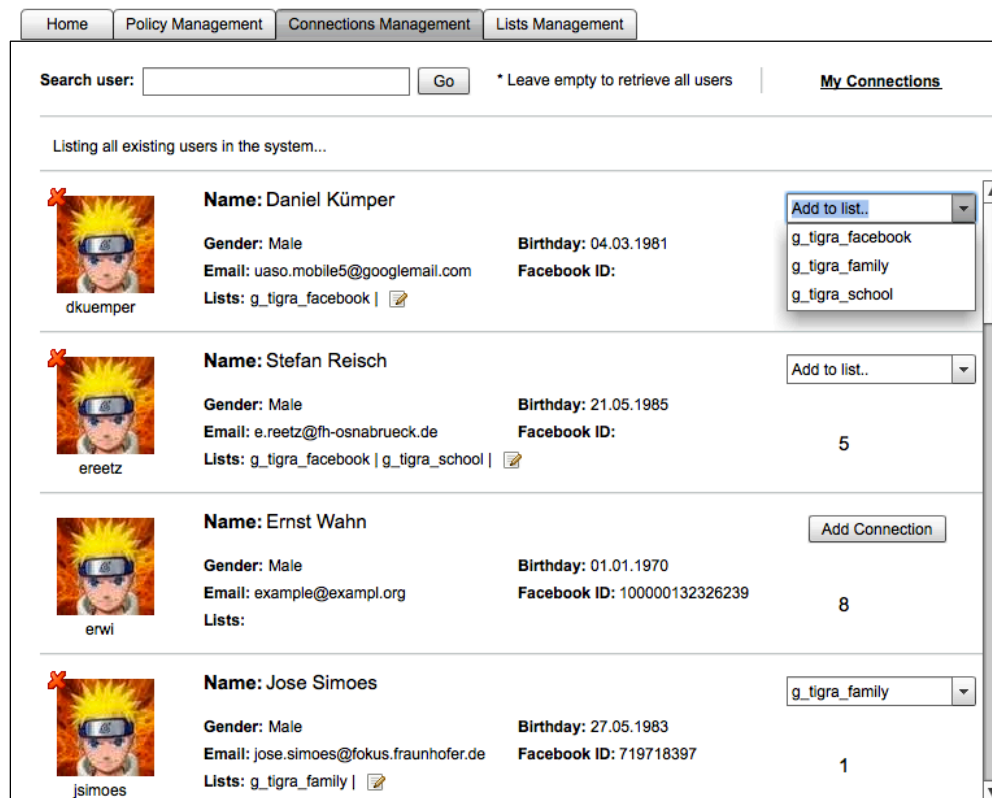 Home Policy Management Connections Management Lists Management
Search user: Go * Leave empty to retrieve all users My Connections
Listing all existing users in the system...
Name: Daniel Kümper
Add to list..
Gender: Male Birthday: 04.03.1981
g_tigra_facebook
Email: uaso.mobile5@googlemail.com Facebook ID:
g_tigra_family
Lists: g_tigra_facebook |
g_tigra_school
dkuemper
Name: Stefan Reisch
Add to list..
Gender: Male Birthday: 21.05.1985
Email: e.reetz@fh-osnabrueck.de Facebook ID:
5
Lists: g_tigra_facebook | g_tigra_school |
ereetz
Name: Ernst Wahn
Add Connection
Gender: Male Birthday: 01.01.1970
Email: example@exampl.org Facebook ID: 100000132326239
8
Lists:
erwi
Name: Jose Simoes
g_tigra_family
Gender: Male Birthday: 27.05.1983
Email: jose.simoes@fokus.fraunhofer.de Facebook ID: 719718397
1
Lists: g_tigra_family |
jsimoes